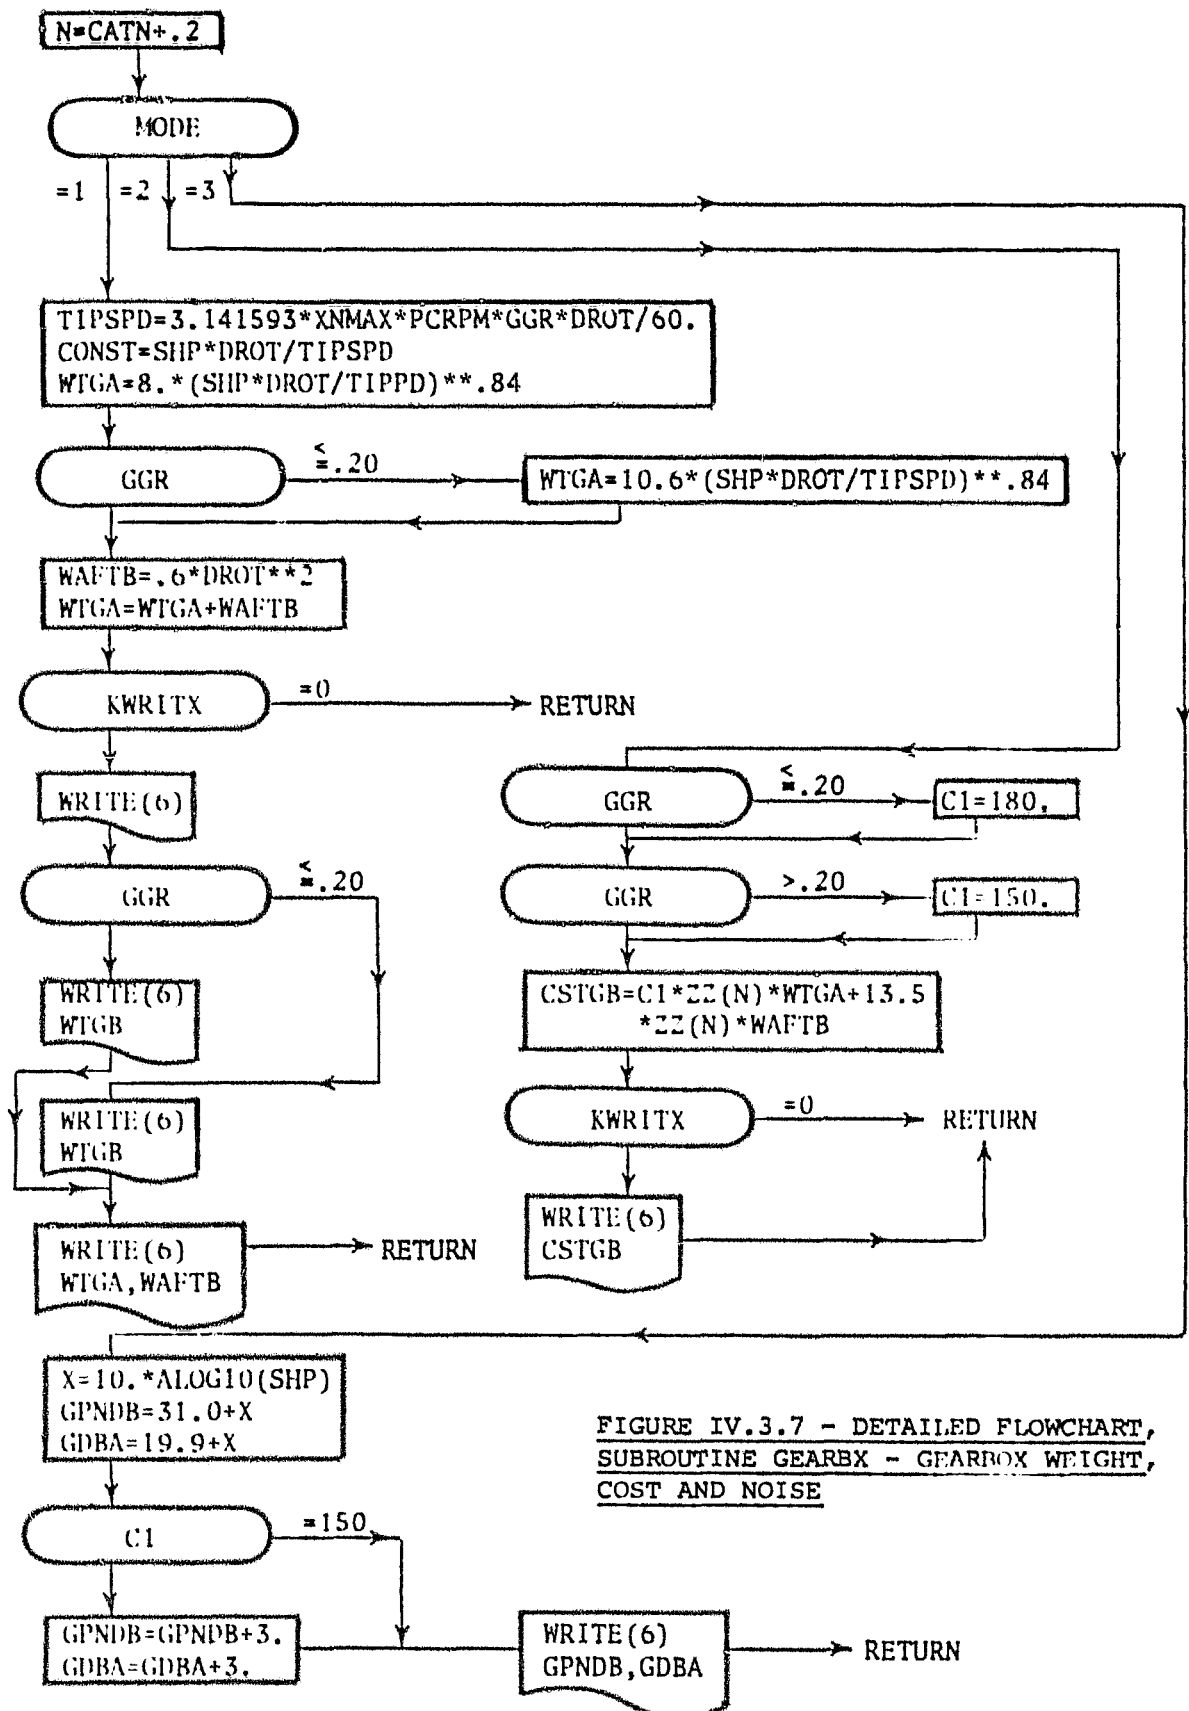 N=CATN+.2
MODE
=1
=2
=3
TIPSPD=3.141593*XNMAX*PCRPM*GGR*DROT/60.
CONST=SHP*DROT/TIPSPD
WTGA=8.*(SHP*DROT/TIPPD)**.84
GGR
≤.20
WTGA=10.6*(SHP*DROT/TIPSPD)**.84
WAFTB=.6*DROT**2
WTGA=WTGA+WAFTB
KWRITX
=0
RETURN
WRITE(6)
GGR
≤.20
WRITE(6)
WTGB
WRITE(6)
WTGB
WRITE(6)
WTGA,WAFTB
RETURN
GGR
≤.20
C1=180.
GGR
>.20
C1=150.
CSTGB=C1*ZZ(N)*WTGA+13.5
*ZZ(N)*WAFTB
KWRITX
=0
RETURN
WRITE(6)
CSTGB
X=10.*ALOG10(SHP)
GPNDB=31.0+X
GDBA=19.9+X
C1
=150
GPNDB=GPNDB+3.
GDBA=GDBA+3.
WRITE(6)
GPNDB,GDBA
RETURN
FIGURE IV.3.7 - DETAILED FLOWCHART,
SUBROUTINE GEARBX - GEARBOX WEIGHT,
COST AND NOISE